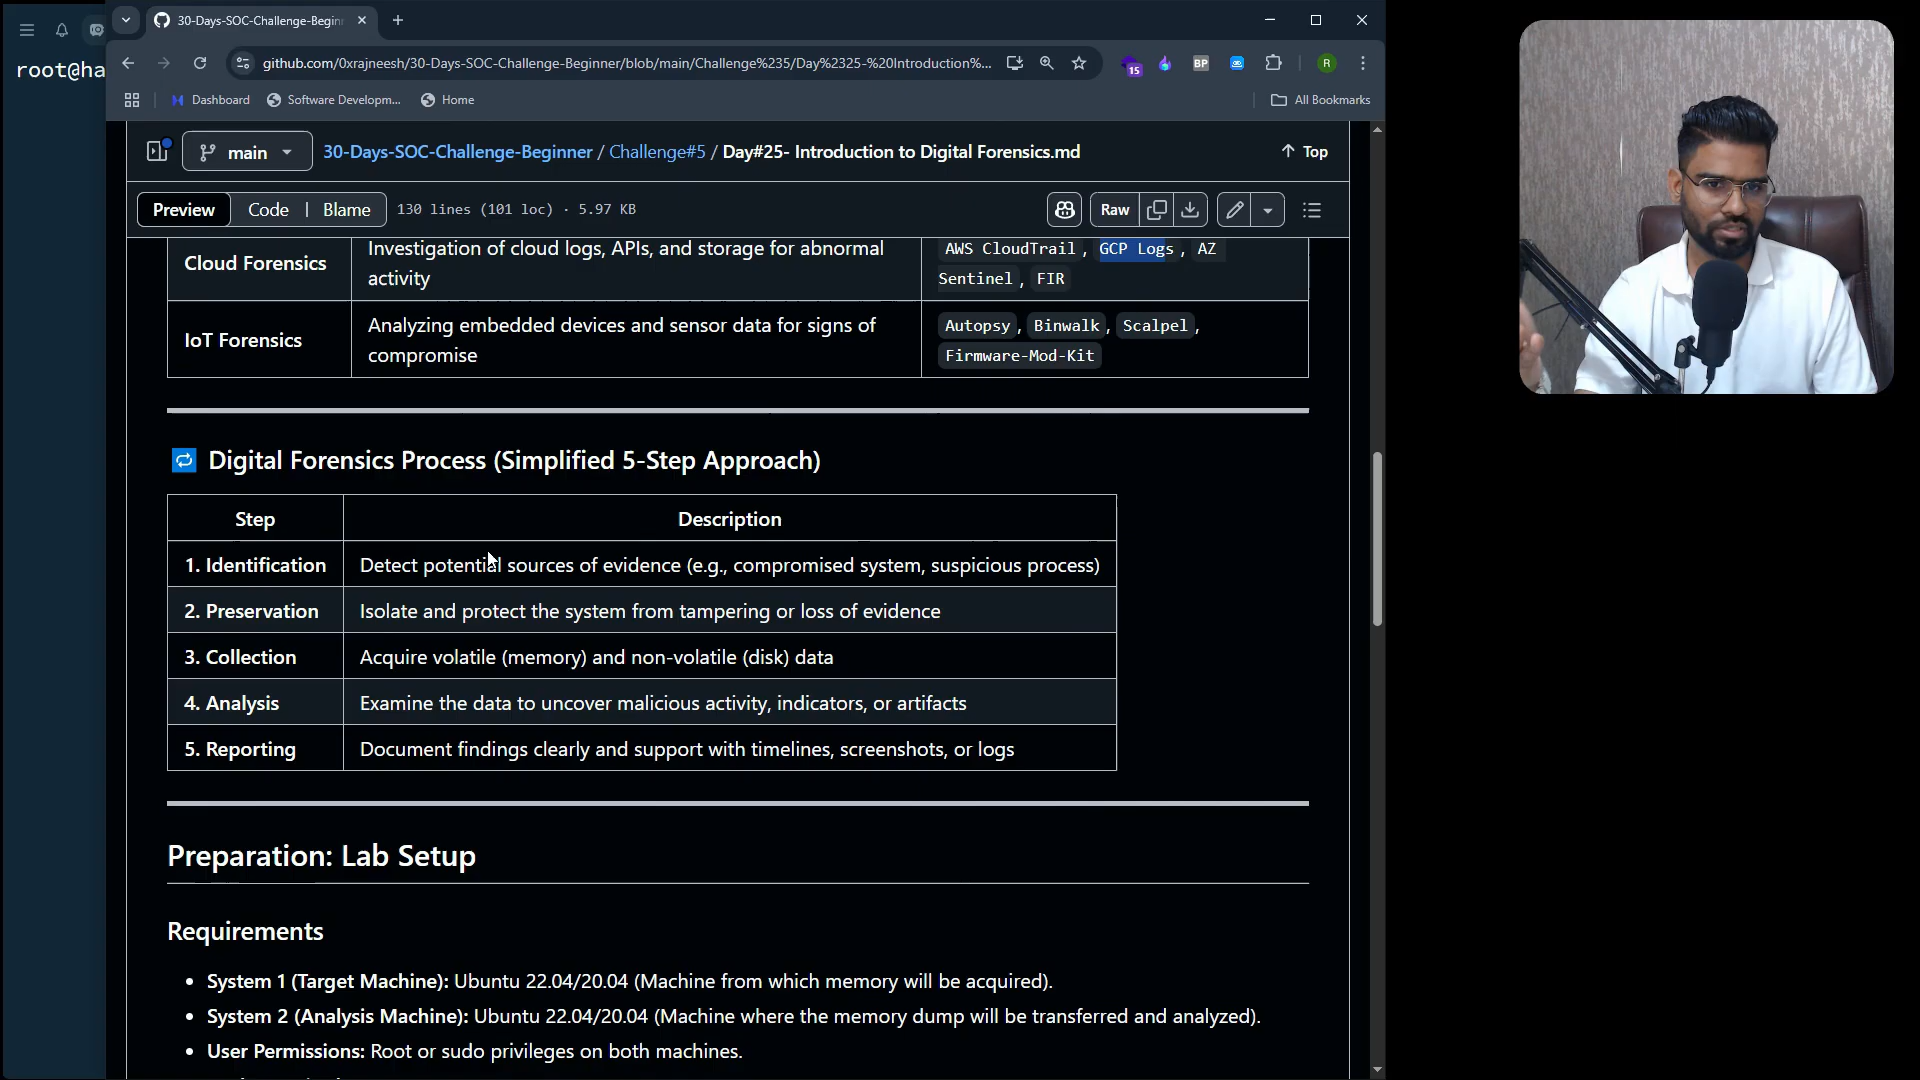 30-Days-SOC-Challenge-Begin
root@ha
github.com/0xrajneesh/30-Days-SOC-Challenge-Beginner/blob/main/Challenge%235/Day%2325-%20Introduction%...
15
BP
R
Dashboard
Software Developm...
Home
All Bookmarks
main
30-Days-SOC-Challenge-Beginner / Challenge#5 / Day#25- Introduction to Digital Forensics.md
Top
Preview
Code
Blame
130 lines (101 loc) · 5.97 KB
Raw
Cloud Forensics
Investigation of cloud logs, APIs, and storage for abnormal
activity
AWS CloudTrail , GCP Logs , AZ
Sentinel , FIR
IoT Forensics
Analyzing embedded devices and sensor data for signs of
compromise
Autopsy , Binwalk , Scalpel ,
Firmware-Mod-Kit
Digital Forensics Process (Simplified 5-Step Approach)
Step
Description
1. Identification
Detect potential sources of evidence (e.g., compromised system, suspicious process)
2. Preservation
Isolate and protect the system from tampering or loss of evidence
3. Collection
Acquire volatile (memory) and non-volatile (disk) data
4. Analysis
Examine the data to uncover malicious activity, indicators, or artifacts
5. Reporting
Document findings clearly and support with timelines, screenshots, or logs
Preparation: Lab Setup
Requirements
• System 1 (Target Machine): Ubuntu 22.04/20.04 (Machine from which memory will be acquired).
• System 2 (Analysis Machine): Ubuntu 22.04/20.04 (Machine where the memory dump will be transferred and analyzed).
• User Permissions: Root or sudo privileges on both machines.